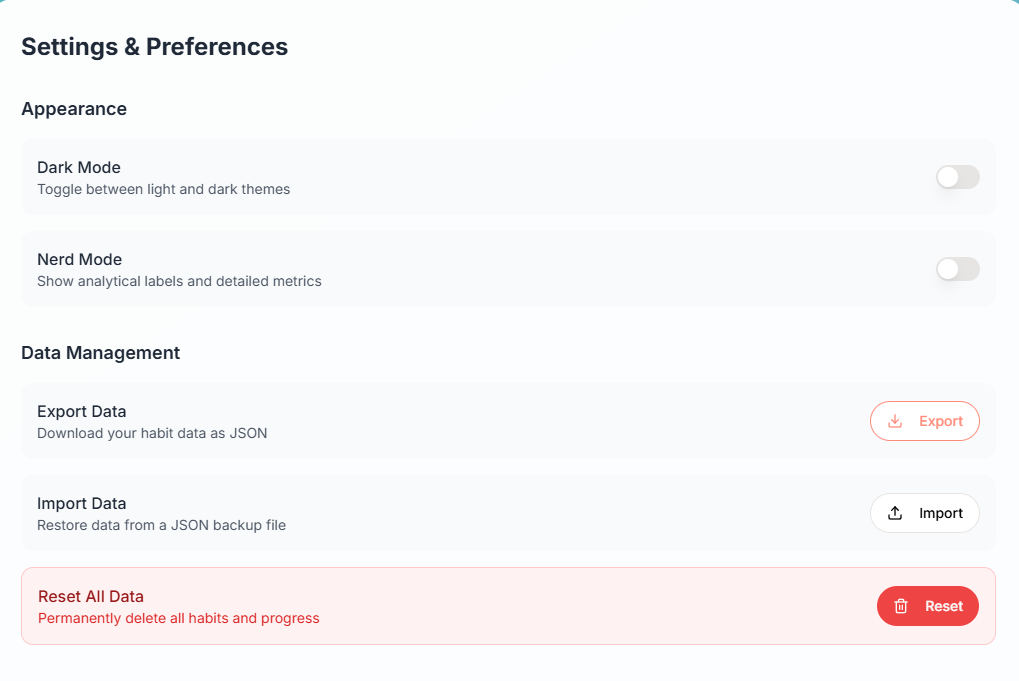 Settings & Preferences
Appearance
Dark Mode
Toggle between light and dark themes
Nerd Mode
Show analytical labels and detailed metrics
Data Management
Export Data
Download your habit data as JSON
Export
Import Data
Restore data from a JSON backup file
Import
Reset All Data
Permanently delete all habits and progress
Reset